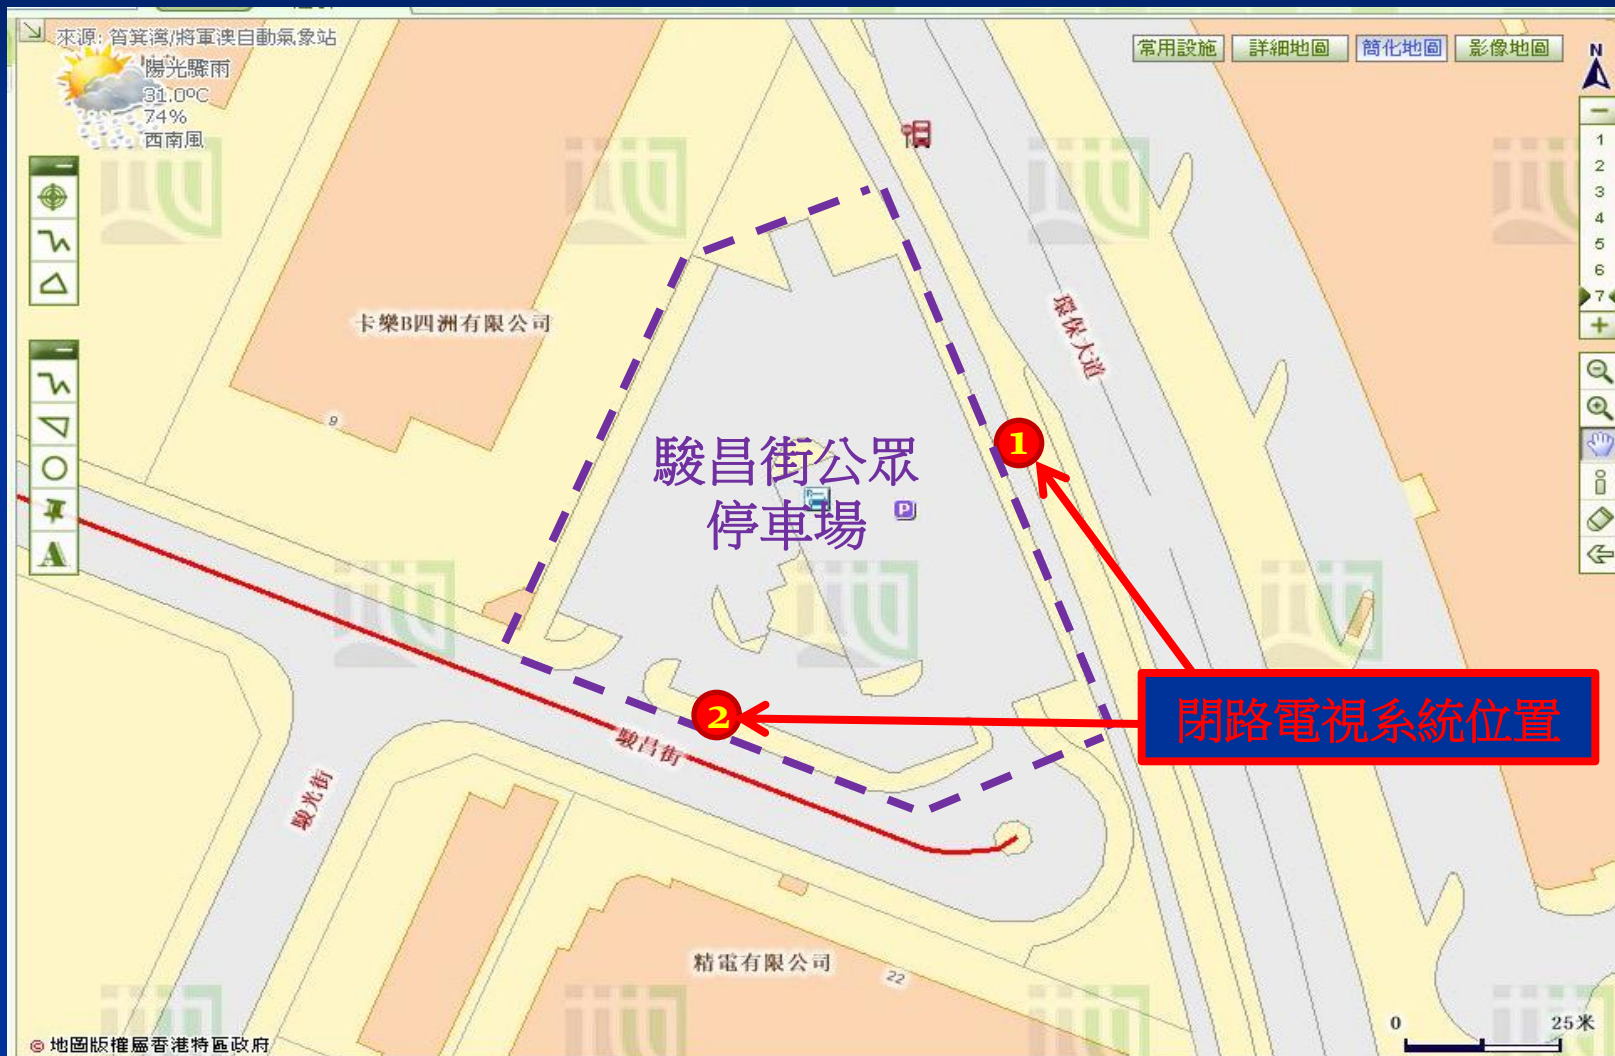 來源: 筲箕灣/將軍澳自動氣象站
陽光驟雨
31.0ºC
74%
西南風
常用設施
詳細地圖
簡化地圖
影像地圖
N
1
2
3
4
5
6
7
環保大道
卡樂B四洲有限公司
9
1
駿昌街公眾
停車場
P
A
2
閉路電視系統位置
駿昌街
駿光街
精電有限公司
22
0 25米
© 地圖版權屬香港特區政府